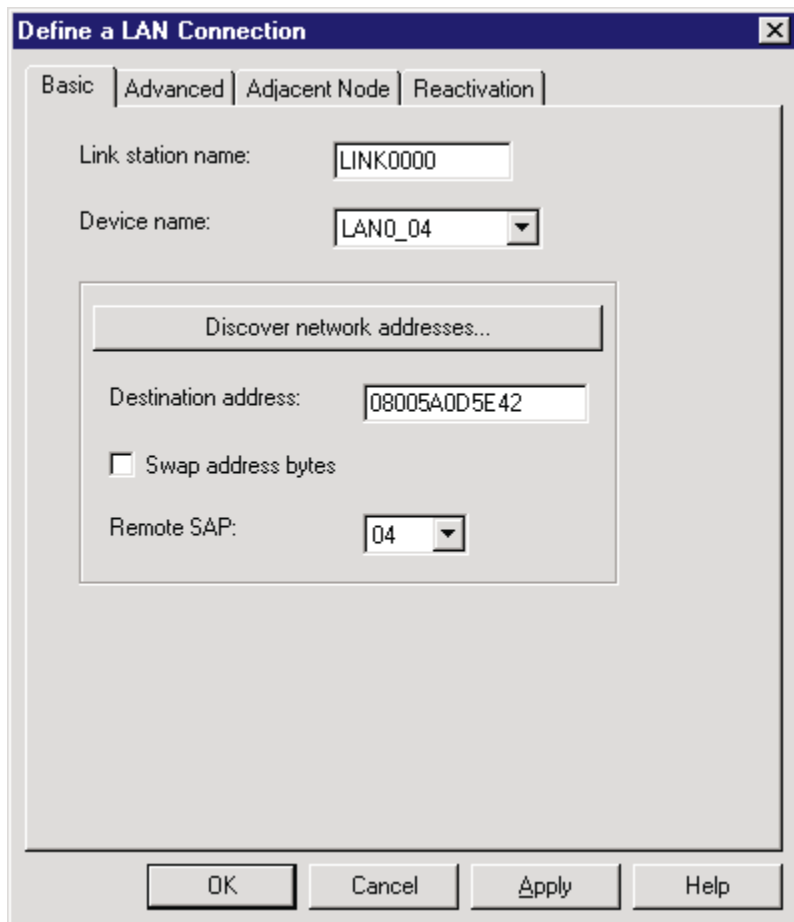 Define a LAN Connection
Basic Advanced Adjacent Node Reactivation
Link station name: LINK0000
Device name: LAN0_04
Discover network addresses...
Destination address: 08005A0D5E42
Swap address bytes
Remote SAP: 04
OK Cancel Apply Help